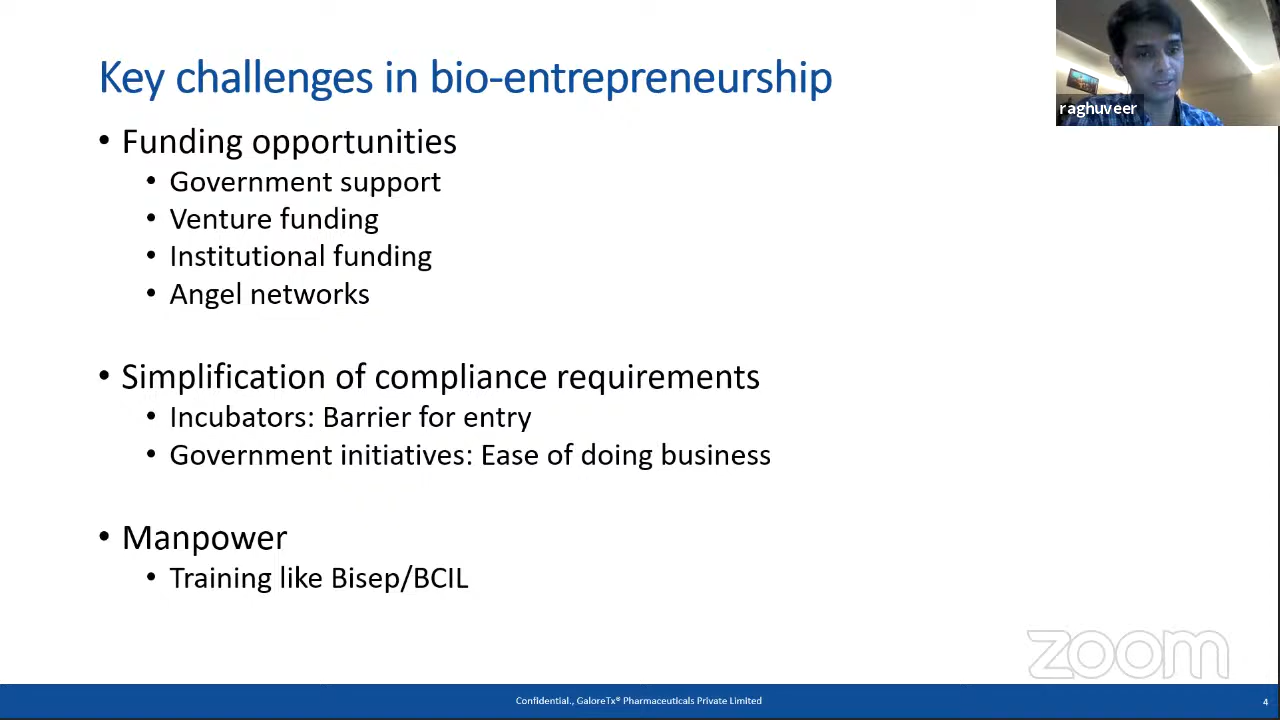 Key challenges in bio-entrepreneurship
raghuveer
• Funding opportunities
• Government support
• Venture funding
• Institutional funding
• Angel networks
• Simplification of compliance requirements
• Incubators: Barrier for entry
• Government initiatives: Ease of doing business
• Manpower
• Training like Bisep/BCIL
zoom
Confidential., GaloreTx® Pharmaceuticals Private Limited
4